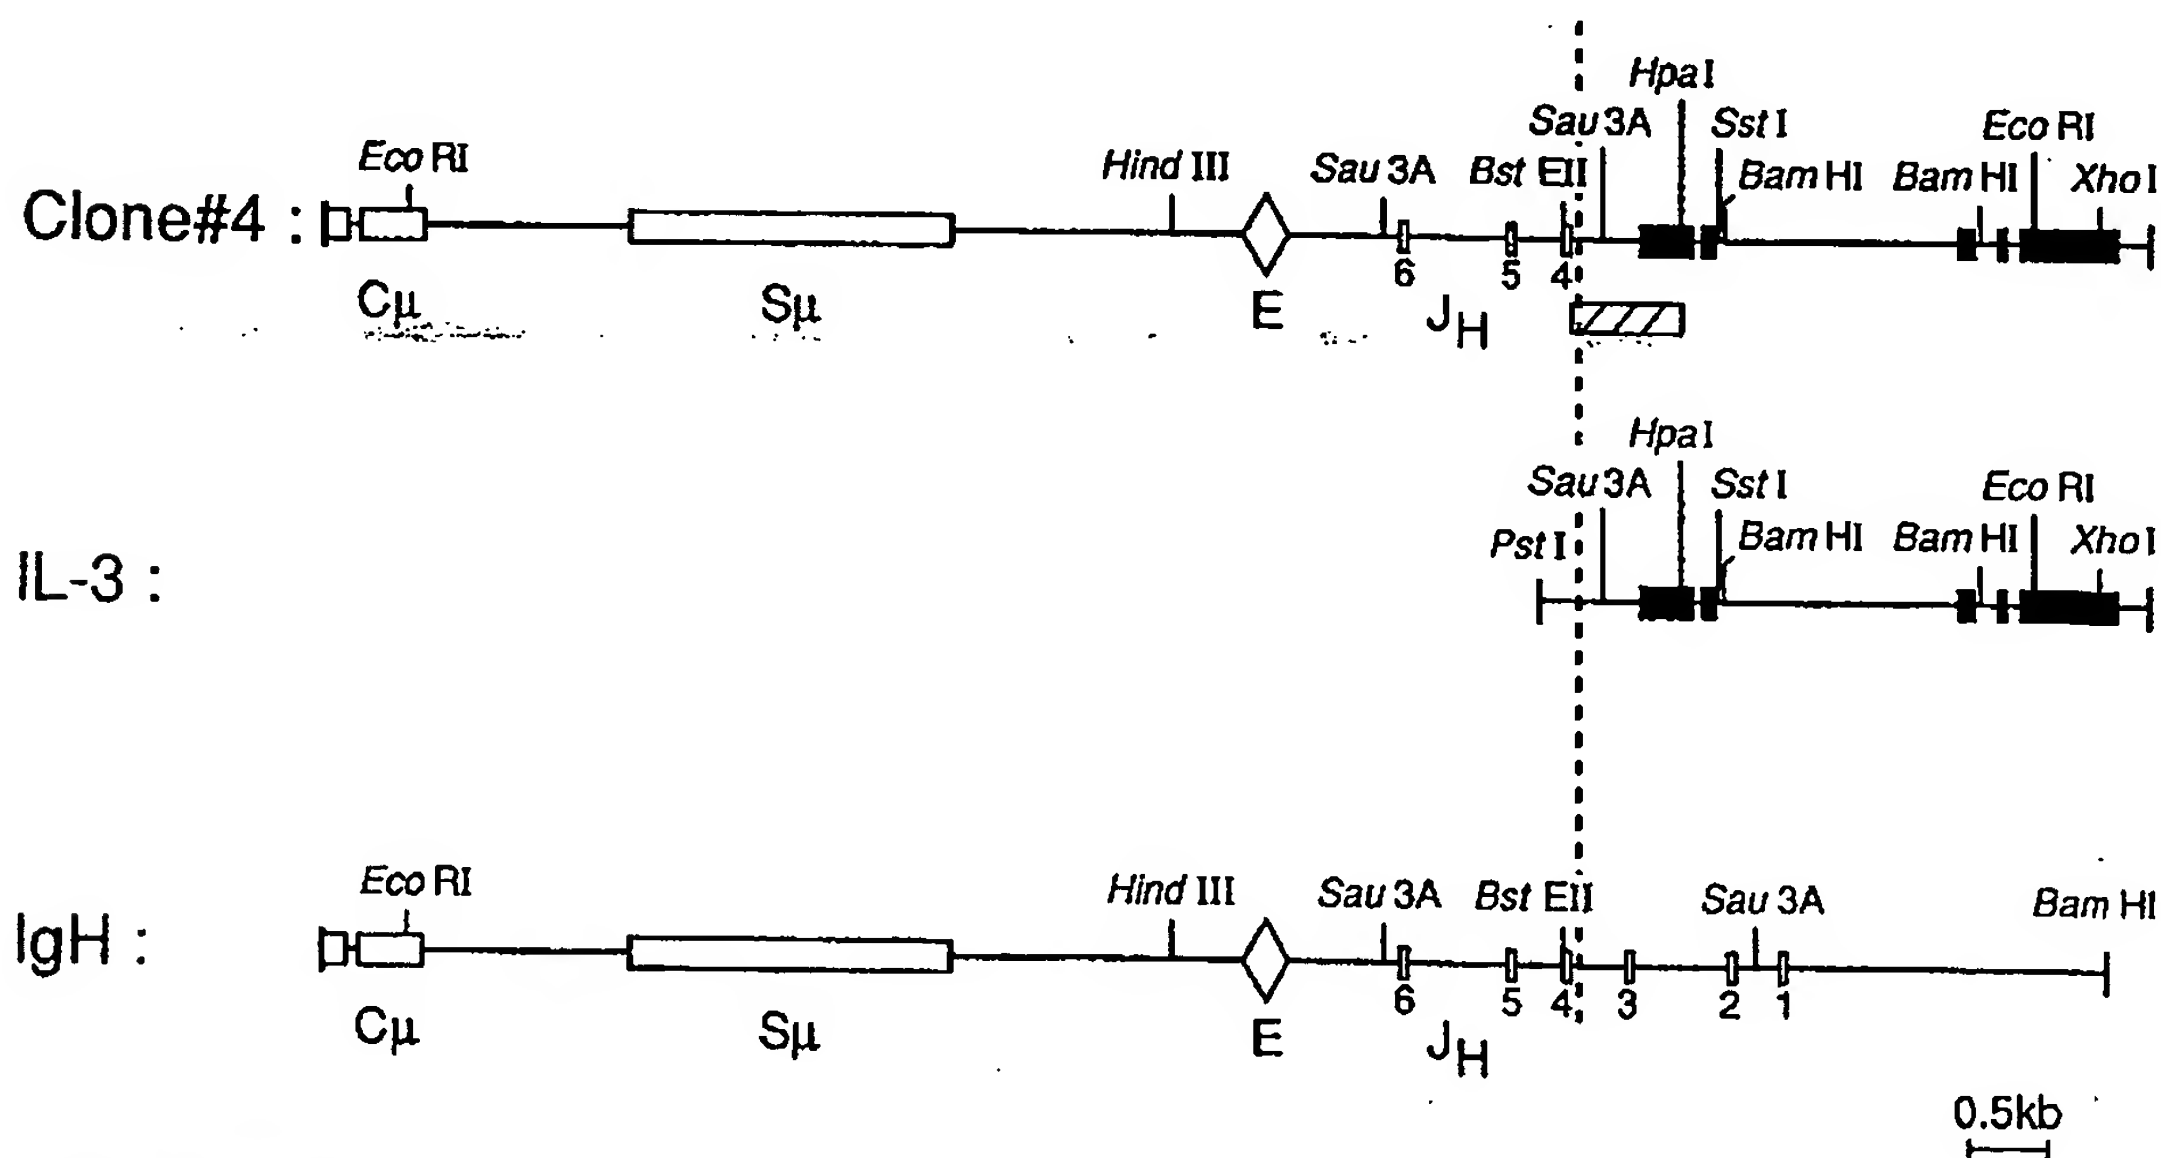 Hpa I
Sau 3A Sst I Eco RI
Eco RI Hind III Sau 3A Bst EII Bam HI Bam HI Xho I
Clone#4 :
6 5 4
Cμ Sμ E JH
Hpa I
Sau 3A Sst I Eco RI
Pst I Bam HI Bam HI Xho I
IL-3 :
Eco RI Hind III Sau 3A Bst EII Sau 3A Bam HI
IgH :
6 5 4 3 2 1
Cμ Sμ E JH
0.5kb